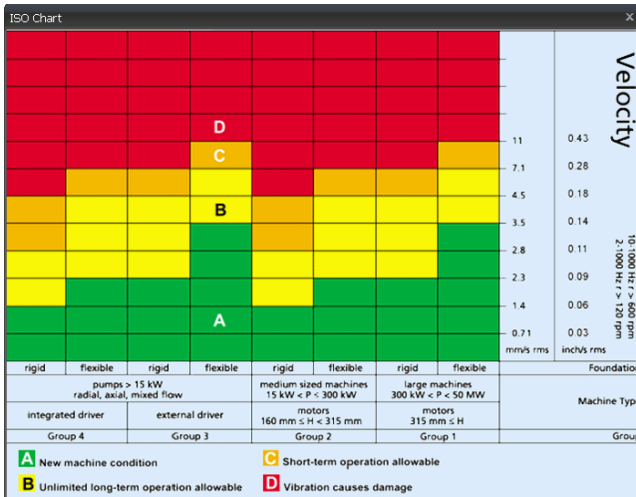 ISO Chart x
Velocity
D
C
B
A
11 0.43
7.1 0.28
4.5 0.18
3.5 0.14
2.8 0.11
2.3 0.09
1.4 0.06
0.71 0.03
mm/s rms inch/s rms
10-1000 Hz r > 600 rpm
2-1000 Hz r > 120 rpm
rigid flexible rigid flexible rigid flexible rigid flexible Foundation
pumps > 15 kW
radial, axial, mixed flow
medium sized machines
15 kW < P ≤ 300 kW
large machines
300 kW < P < 50 MW
Machine Typ
integrated driver external driver
motors
160 mm ≤ H < 315 mm
motors
315 mm ≤ H
Group 4 Group 3 Group 2 Group 1 Grou
A New machine condition
C Short-term operation allowable
B Unlimited long-term operation allowable
D Vibration causes damage